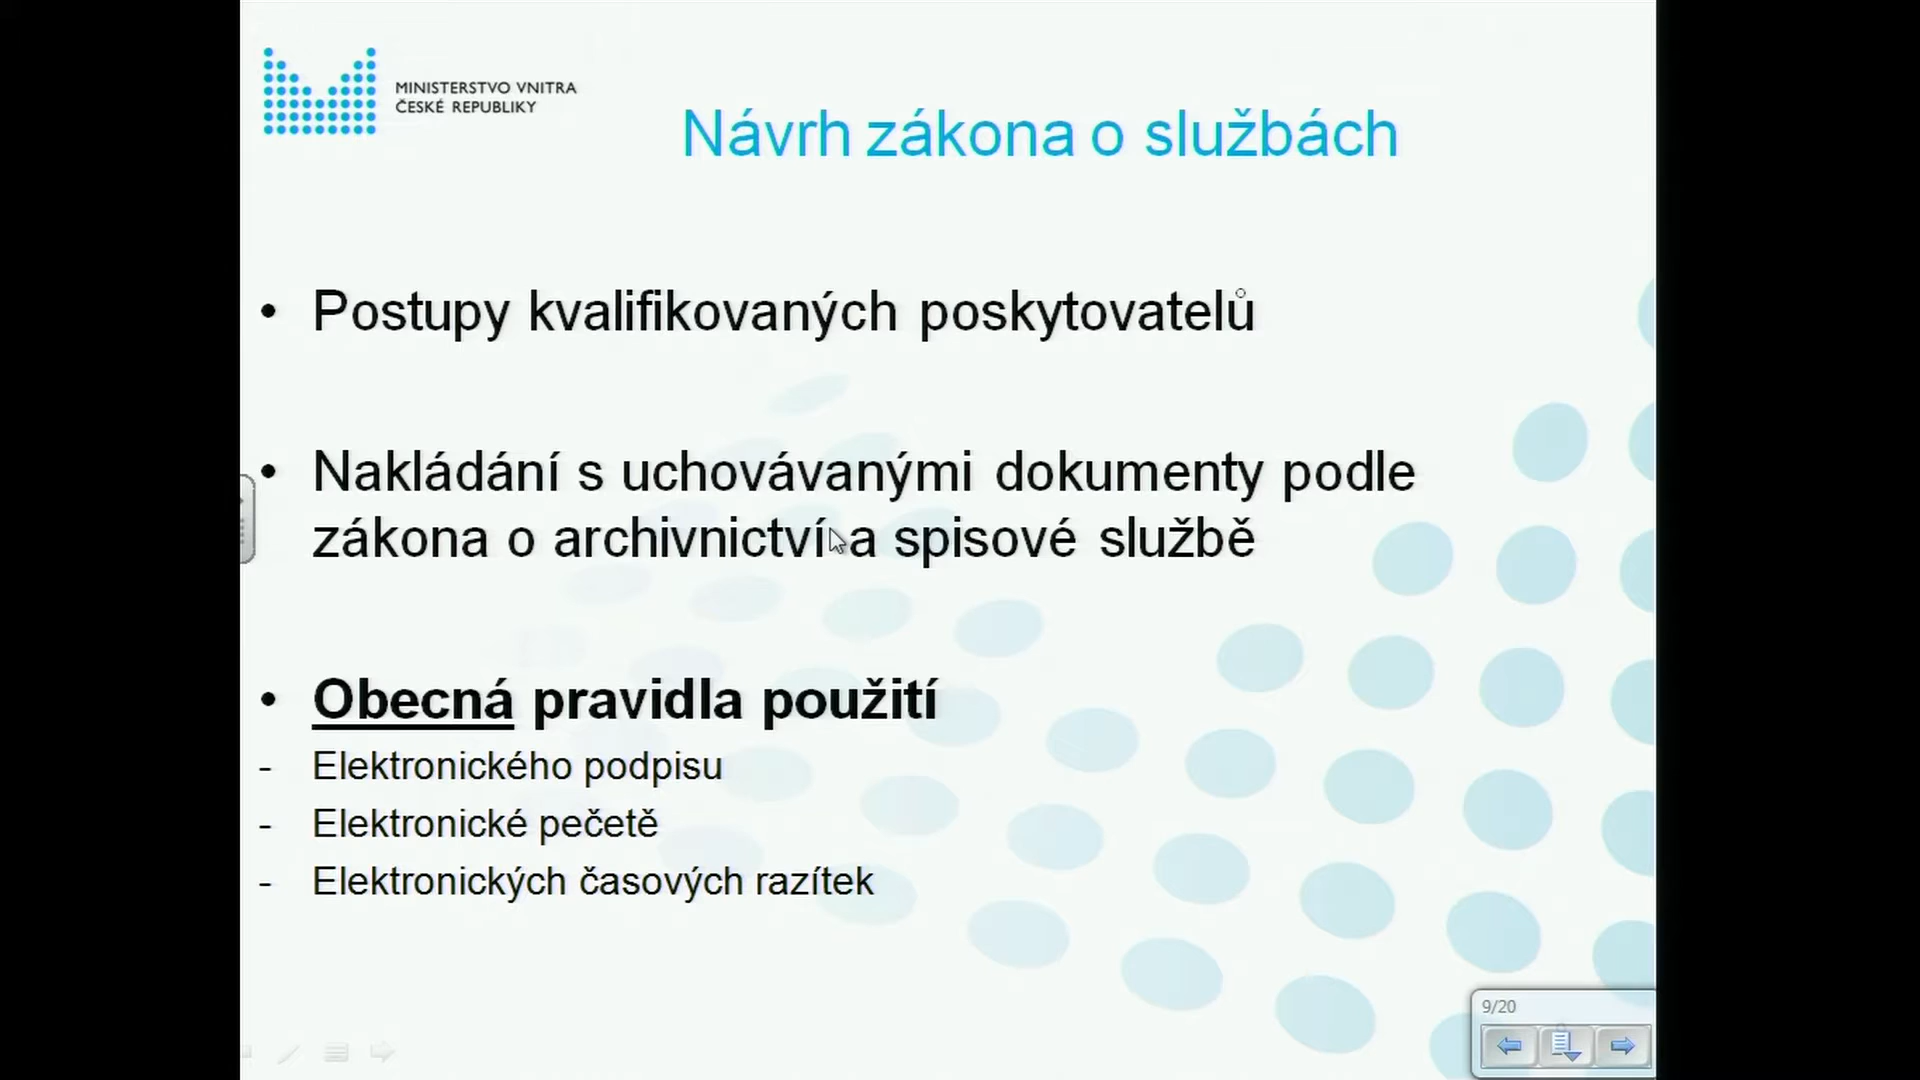 MINISTERSTVO VNITRA
ČESKÉ REPUBLIKY
Návrh zákona o službách
• Postupy kvalifikovaných poskytovatelů
• Nakládání s uchovávanými dokumenty podle
zákona o archivnictví a spisové službě
• Obecná pravidla použití
- Elektronického podpisu
- Elektronické pečetě
- Elektronických časových razítek
9/20